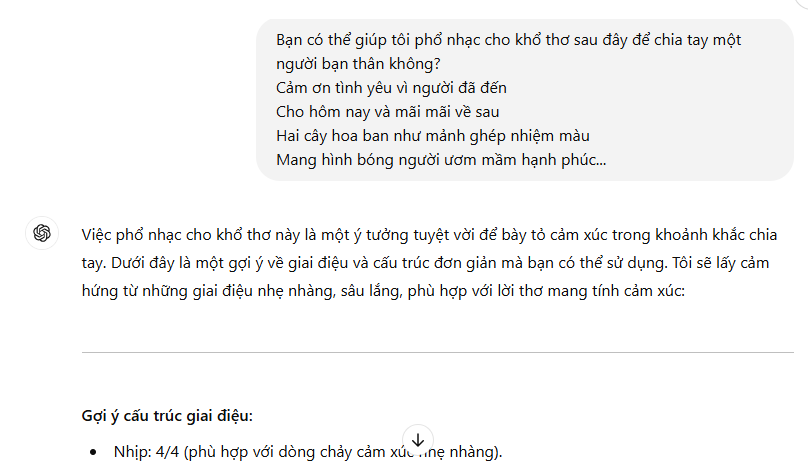 Bạn có thể giúp tôi phổ nhạc cho khổ thơ sau đây để chia tay một
người bạn thân không?
Cảm ơn tình yêu vì người đã đến
Cho hôm nay và mãi mãi về sau
Hai cây hoa ban như mảnh ghép nhiệm màu
Mang hình bóng người ươm mầm hạnh phúc...
Việc phổ nhạc cho khổ thơ này là một ý tưởng tuyệt vời để bày tỏ cảm xúc trong khoảnh khắc chia
tay. Dưới đây là một gợi ý về giai điệu và cấu trúc đơn giản mà bạn có thể sử dụng. Tôi sẽ lấy cảm
hứng từ những giai điệu nhẹ nhàng, sâu lắng, phù hợp với lời thơ mang tính cảm xúc:
Gợi ý cấu trúc giai điệu:
• Nhịp: 4/4 (phù hợp với dòng chảy cảm xúc nhẹ nhàng).